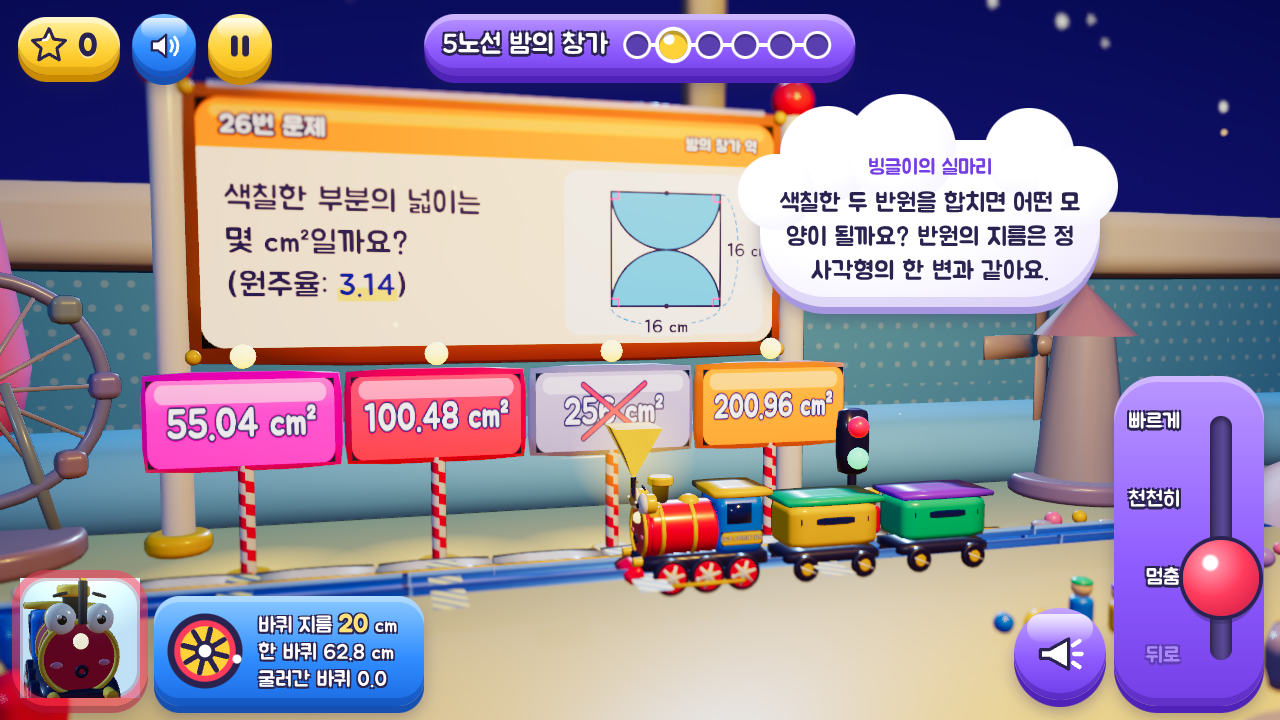 0
5노선 밤의 창가
26번 문제
밤의 창가 역
색칠한 부분의 넓이는
몇 cm²일까요?
(원주율: 3.14)
16 cm
16 cm
빙글이의 실마리
색칠한 두 반원을 합치면 어떤 모
양이 될까요? 반원의 지름은 정
사각형의 한 변과 같아요.
55.04 cm²
100.48 cm²
256 cm²
200.96 cm²
빠르게
천천히
멈춤
뒤로
바퀴 지름 20 cm
한 바퀴 62.8 cm
굴러간 바퀴 0.0